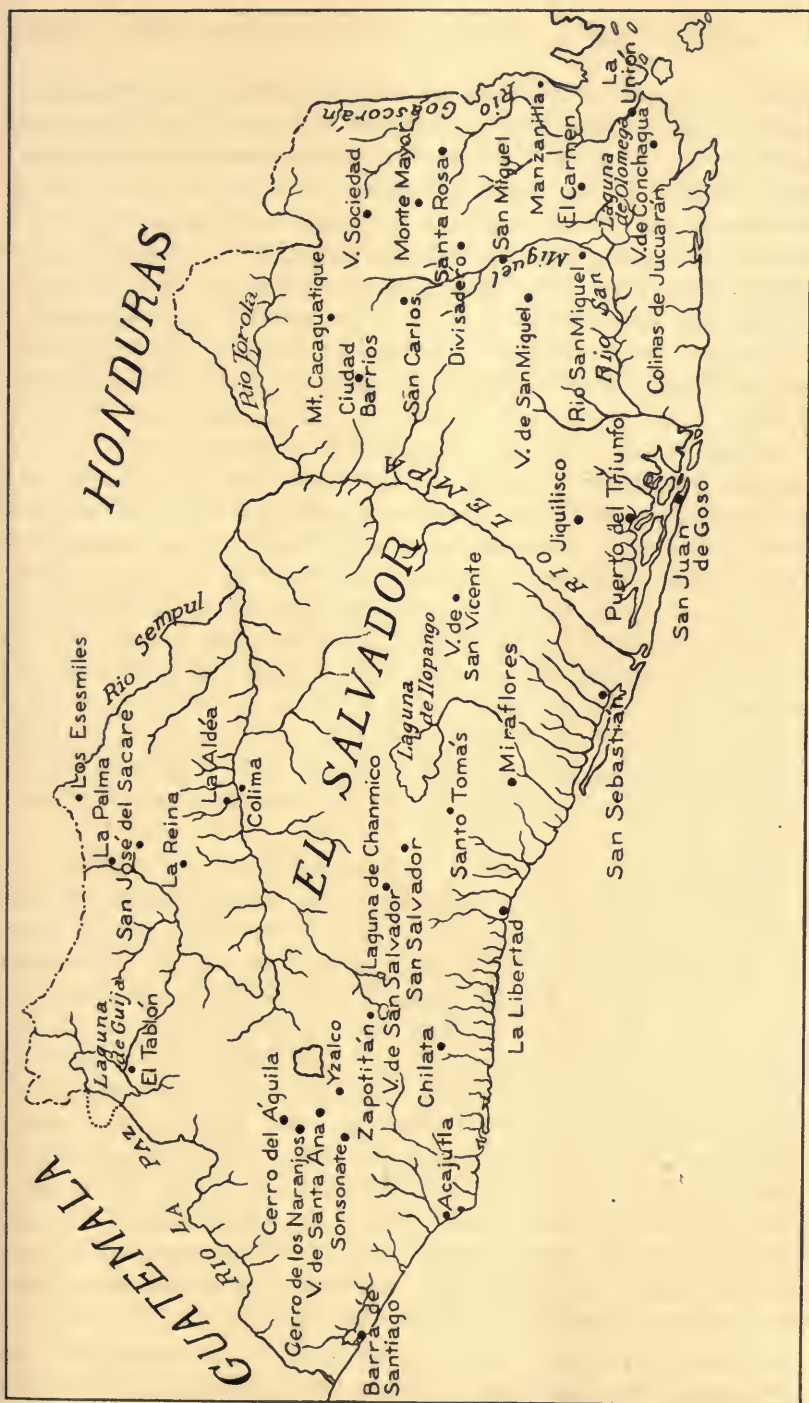 GUATEMALA
HONDURAS
EL SALVADOR
RIO LA PAZ
Laguna
de Guija
El Tablón
Los Esesmiles
La Palma
San José del Sacare
La Reina
La Aldéa
Colima
Rio Sempul
Rio Torola
Rio Goascorán
Mt. Cacaguatique
V. Sociedad
Ciudad
Barrios
Monte Mayor
San Carlos
Santa Rosa
Divisadero
San Miguel
Manzanilla
El Carmen
La
Unión
Laguna
de Olomega
V. de Conchaqua
Colinas de Jucuarán
V. de San Miguel
Rio San Miguel
Rio San Miguel
RIO LEMPA
Jiquilisco
Puerto del Triunfo
San Juan
de Goso
Cerro del Águila
Cerro de los Naranjos
V. de Santa Ana
Yzalco
Sonsonate
Zapotitán
Laguna de Chanmico
V. de San Salvador
San Salvador
Chilata
Acajutla
Barra de
Santiago
La Libertad
Laguna
de Ilopango
Santo Tomás
Miraflores
V. de
San Vicente
San Sebastián